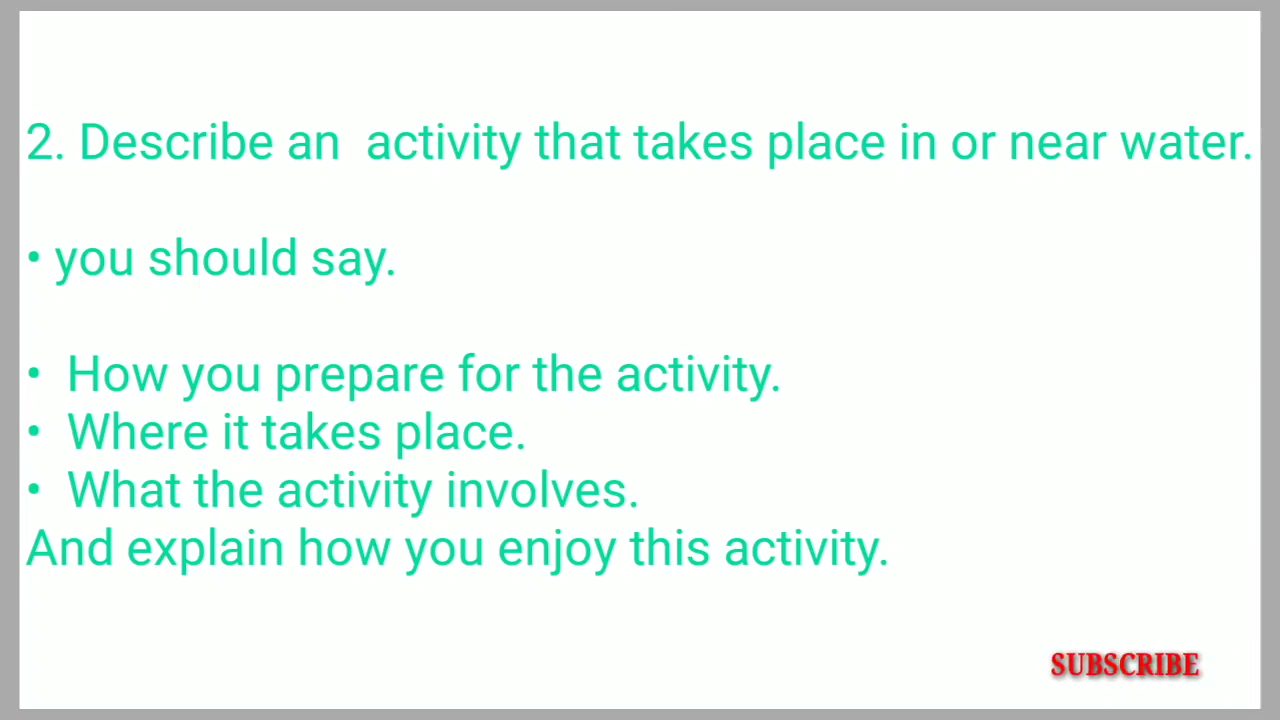 2. Describe an  activity that takes place in or near water.
• you should say.
•  How you prepare for the activity.
•  Where it takes place.
•  What the activity involves.
And explain how you enjoy this activity.
SUBSCRIBE